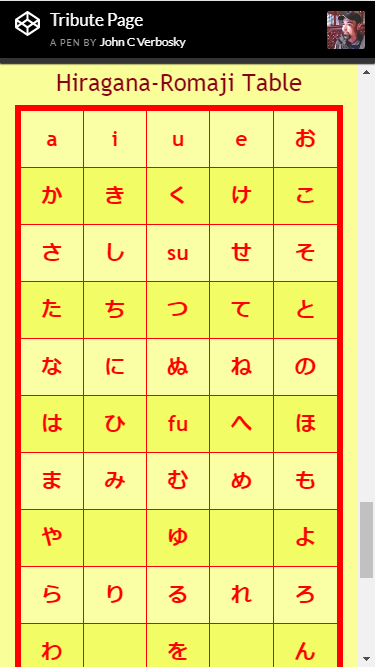 Tribute Page
A PEN BY John C Verbosky
Hiragana-Romaji Table
a i u e お
か き く け こ
さ し su せ そ
た ち つ て と
な に ぬ ね の
は ひ fu へ ほ
ま み む め も
や ゆ よ
ら り る れ ろ
わ を ん